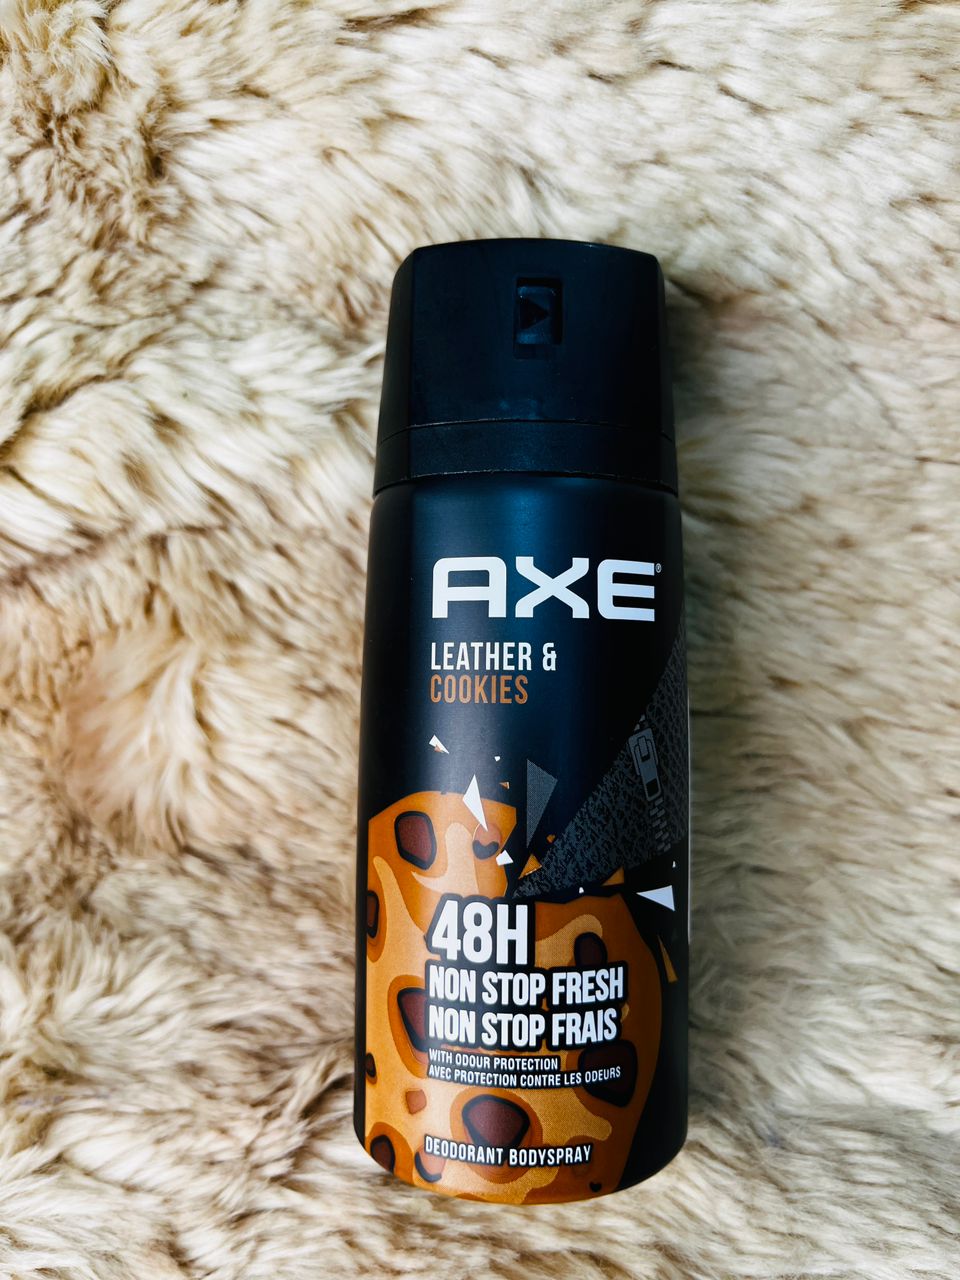 AXE®
LEATHER &
COOKIES
48H
NON STOP FRESH
NON STOP FRAIS
WITH ODOUR PROTECTION
AVEC PROTECTION CONTRE LES ODEURS
DEODORANT BODYSPRAY